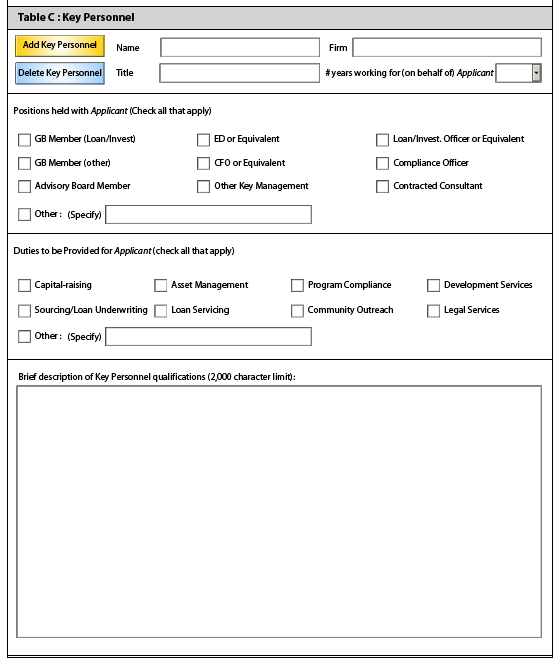 Table C : Key Personnel
Add Key Personnel Name Firm
Delete Key Personnel Title # years working for (on behalf of) Applicant
Positions held with Applicant (Check all that apply)
GB Member (Loan/Invest) ED or Equivalent Loan/Invest. Officer or Equivalent
GB Member (other) CFO or Equivalent Compliance Officer
Advisory Board Member Other Key Management Contracted Consultant
Other : (Specify)
Duties to be Provided for Applicant (check all that apply)
Capital-raising Asset Management Program Compliance Development Services
Sourcing/Loan Underwriting Loan Servicing Community Outreach Legal Services
Other : (Specify)
Brief description of Key Personnel qualifications (2,000 character limit):